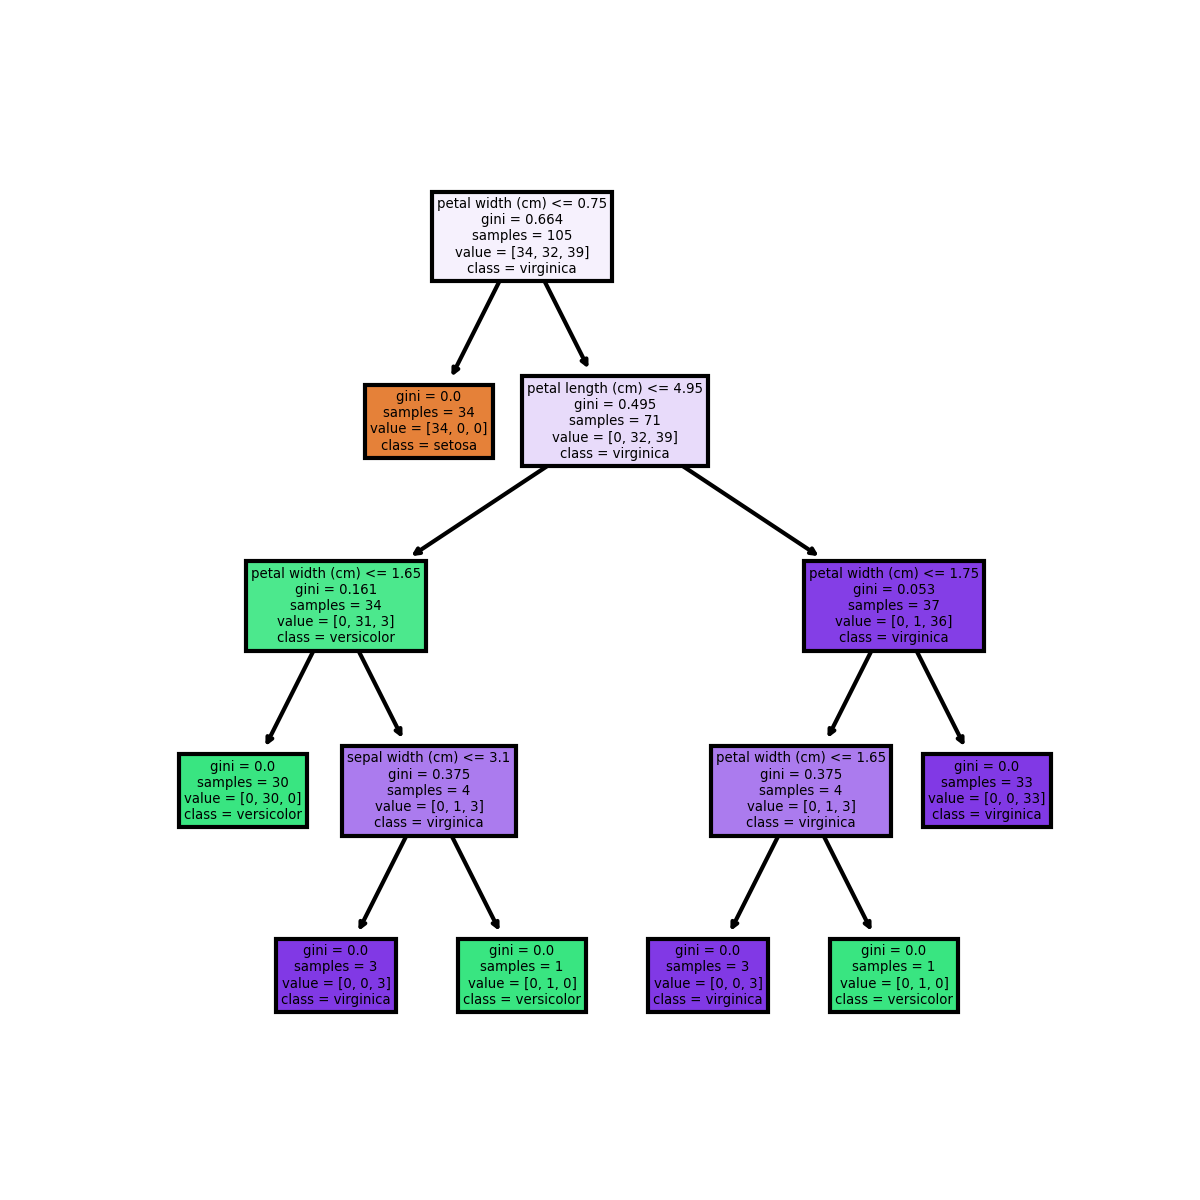 petal width (cm) <= 0.75
gini = 0.664
samples = 105
value = [34, 32, 39]
class = virginica
gini = 0.0
samples = 34
value = [34, 0, 0]
class = setosa
petal length (cm) <= 4.95
gini = 0.495
samples = 71
value = [0, 32, 39]
class = virginica
petal width (cm) <= 1.65
gini = 0.161
samples = 34
value = [0, 31, 3]
class = versicolor
petal width (cm) <= 1.75
gini = 0.053
samples = 37
value = [0, 1, 36]
class = virginica
gini = 0.0
samples = 30
value = [0, 30, 0]
class = versicolor
sepal width (cm) <= 3.1
gini = 0.375
samples = 4
value = [0, 1, 3]
class = virginica
petal width (cm) <= 1.65
gini = 0.375
samples = 4
value = [0, 1, 3]
class = virginica
gini = 0.0
samples = 33
value = [0, 0, 33]
class = virginica
gini = 0.0
samples = 3
value = [0, 0, 3]
class = virginica
gini = 0.0
samples = 1
value = [0, 1, 0]
class = versicolor
gini = 0.0
samples = 3
value = [0, 0, 3]
class = virginica
gini = 0.0
samples = 1
value = [0, 1, 0]
class = versicolor